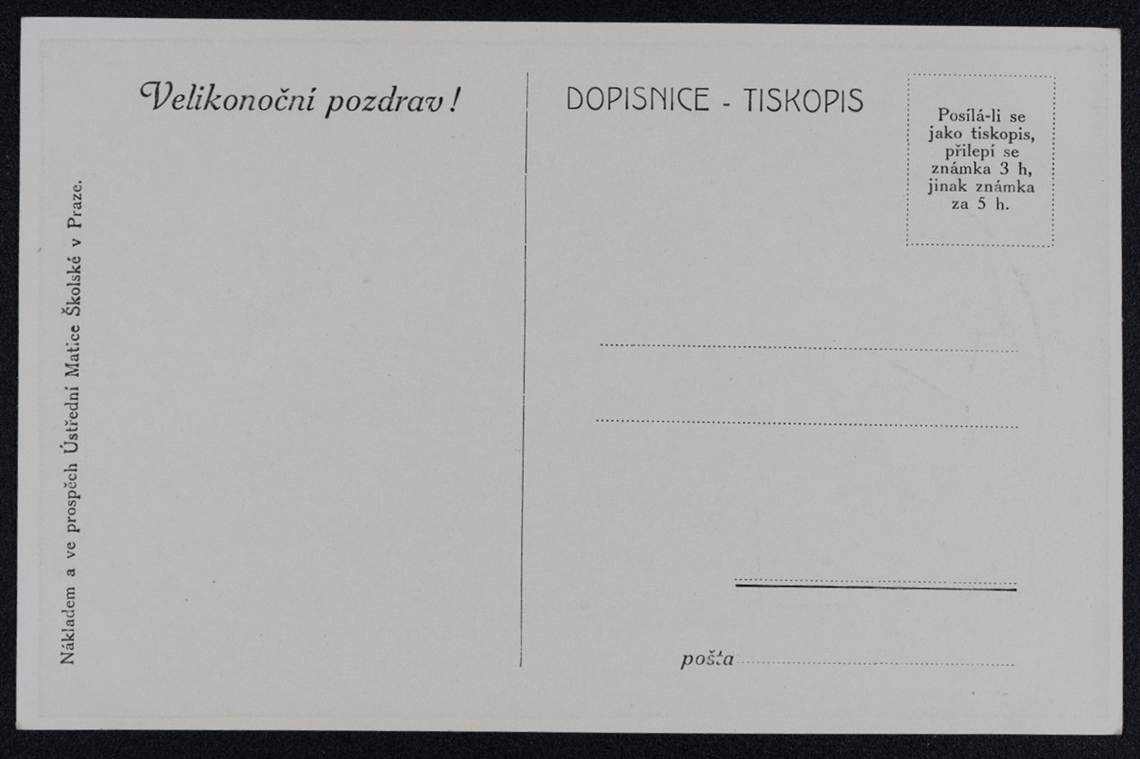 Velikonoční pozdrav!
DOPISNICE - TISKOPIS
Posílá-li se
jako tiskopis,
přilepí se
známka 3 h,
jinak známka
za 5 h.
pošta
Nákladem a ve prospěch Ústřední Matice Školské v Praze.